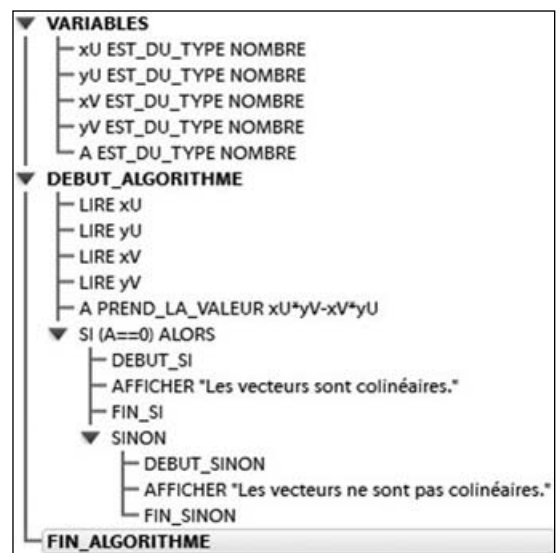 VARIABLES
xU EST_DU_TYPE NOMBRE
yU EST_DU_TYPE NOMBRE
xV EST_DU_TYPE NOMBRE
yV EST_DU_TYPE NOMBRE
A EST_DU_TYPE NOMBRE
DEBUT_ALGORITHME
LIRE xU
LIRE yU
LIRE xV
LIRE yV
A PREND_LA_VALEUR xU*yV-xV*yU
SI (A==0) ALORS
DEBUT_SI
AFFICHER "Les vecteurs sont colinéaires."
FIN_SI
SINON
DEBUT_SINON
AFFICHER "Les vecteurs ne sont pas colinéaires."
FIN_SINON
FIN_ALGORITHME